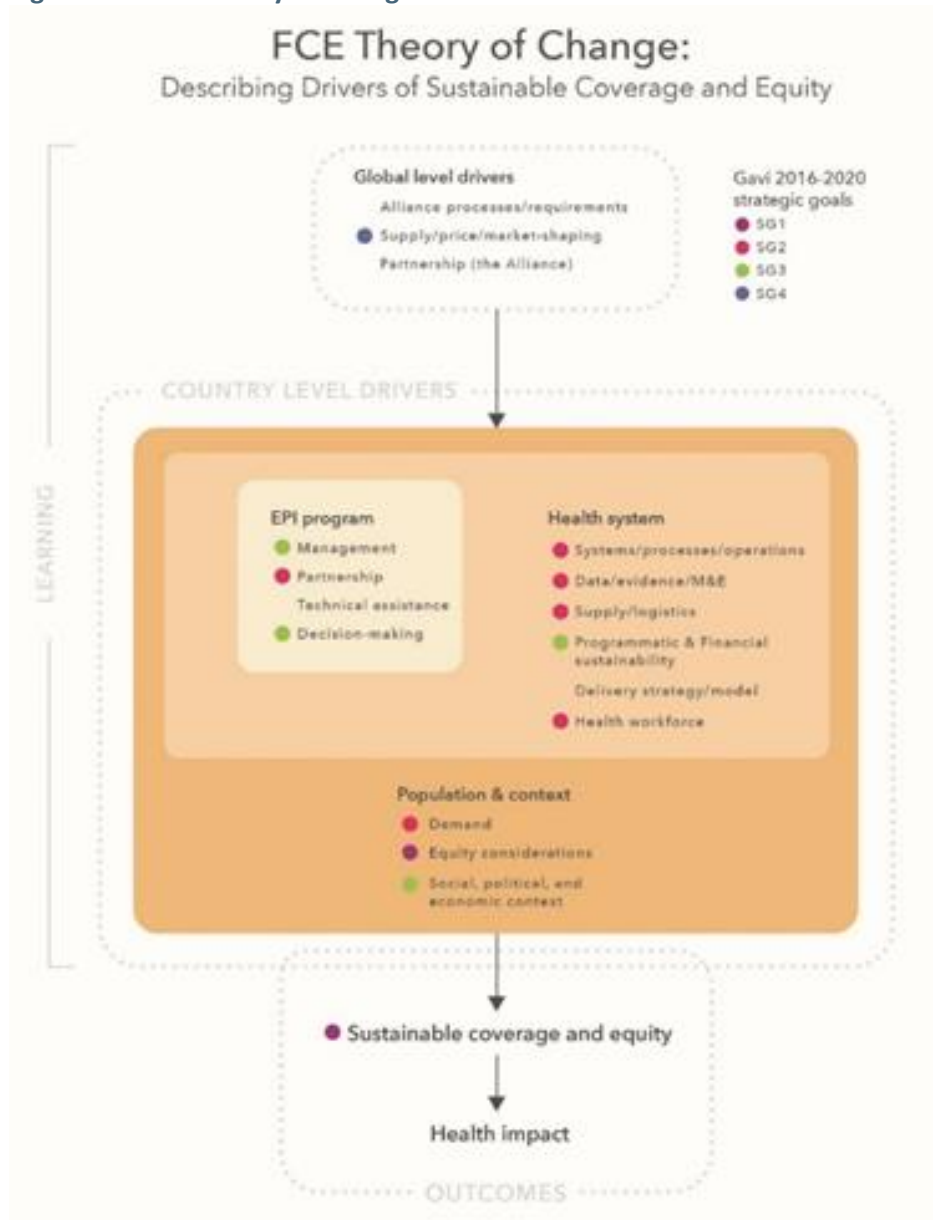 FCE Theory of Change:
Describing Drivers of Sustainable Coverage and Equity
Global level drivers
Alliance processes/requirements
Supply/price/market-shaping
Partnership (the Alliance)
Gavi 2016-2020
strategic goals
SG1
SG2
SG3
SG4
COUNTRY LEVEL DRIVERS
LEARNING
EPI program
Management
Partnership
Technical assistance
Decision-making
Health system
Systems/processes/operations
Data/evidence/M&E
Supply/logistics
Programmatic & Financial
sustainability
Delivery strategy/model
Health workforce
Population & context
Demand
Equity considerations
Social, political, and
economic context
Sustainable coverage and equity
Health impact
OUTCOMES